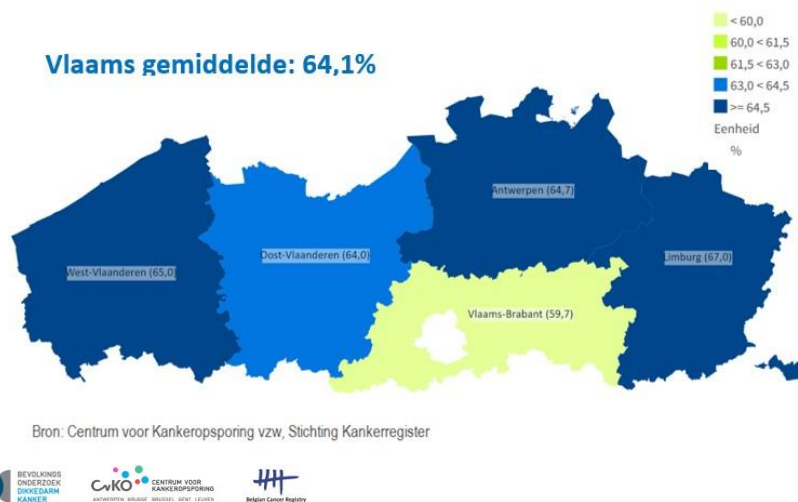 Vlaams gemiddelde: 64,1%
< 60,0
60,0 < 61,5
61,5 < 63,0
63,0 < 64,5
>= 64,5
Eenheid
%
Antwerpen (64,7)
West-Vlaanderen (65,0)
Oost-Vlaanderen (64,0)
Limburg (67,0)
Vlaams-Brabant (59,7)
Bron: Centrum voor Kankeropsporing vzw, Stichting Kankerregister
BEVOLKINGS
ONDERZOEK
DIKKEDARM
KANKER
CvKO
CENTRUM VOOR
KANKEROPSPORING
ANTWERPEN BRUGGE BRUSSEL GENT LEUVEN
Belgian Cancer Registry